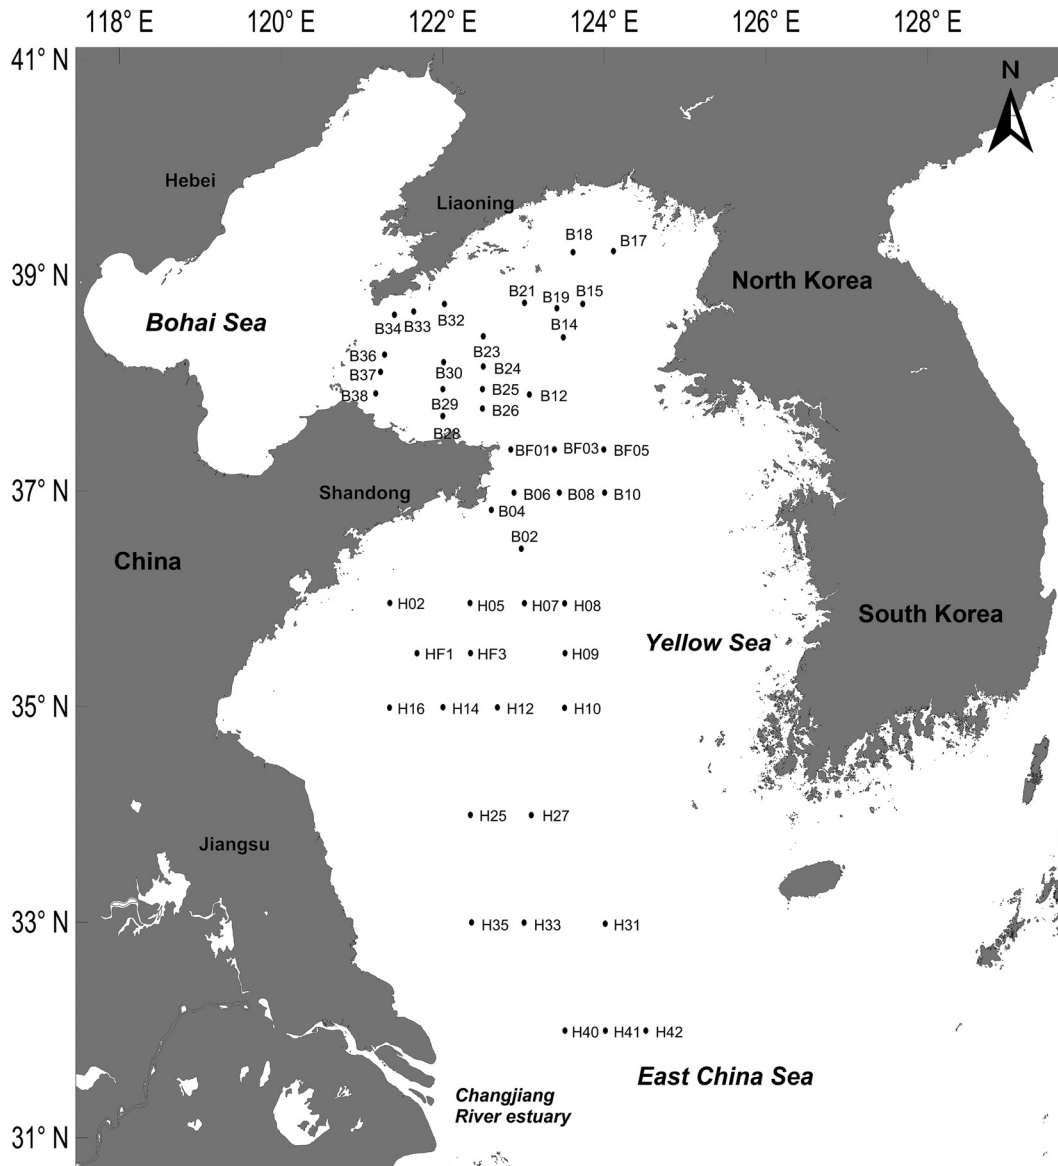 118° E 120° E 122° E 124° E 126° E 128° E
41° N
N
Hebei
Liaoning
B18
B17
39° N
North Korea
B21
B19
B15
Bohai Sea
B34
B33
B32
B14
B36
B23
B37
B30
B24
B38
B25
B12
B29
B26
B28
BF01
BF03
BF05
37° N
Shandong
B06
B08
B10
B04
B02
China
H02
H05
H07
H08
South Korea
Yellow Sea
HF1
HF3
H09
35° N
H16
H14
H12
H10
H25
H27
Jiangsu
33° N
H35
H33
H31
H40
H41
H42
East China Sea
Changjiang
River estuary
31° N